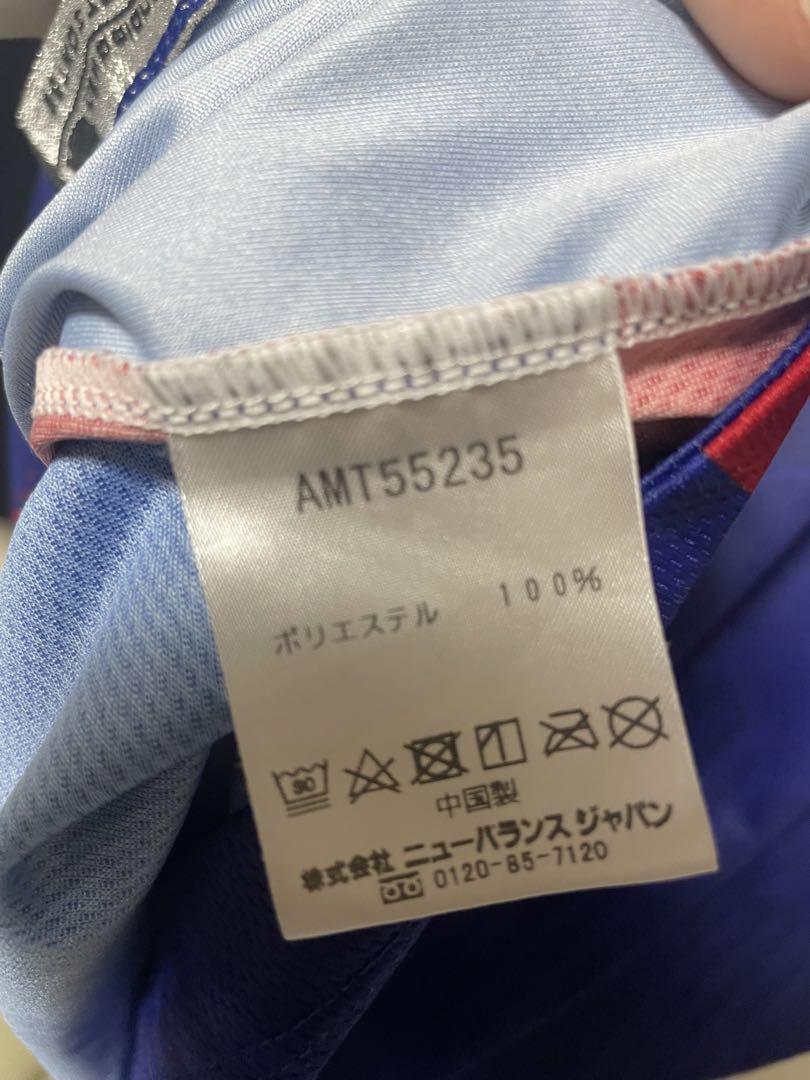 AMT55235
ポリエステル 100%
30
中国製
株式会社 ニューバランス ジャパン
0120-85-7120